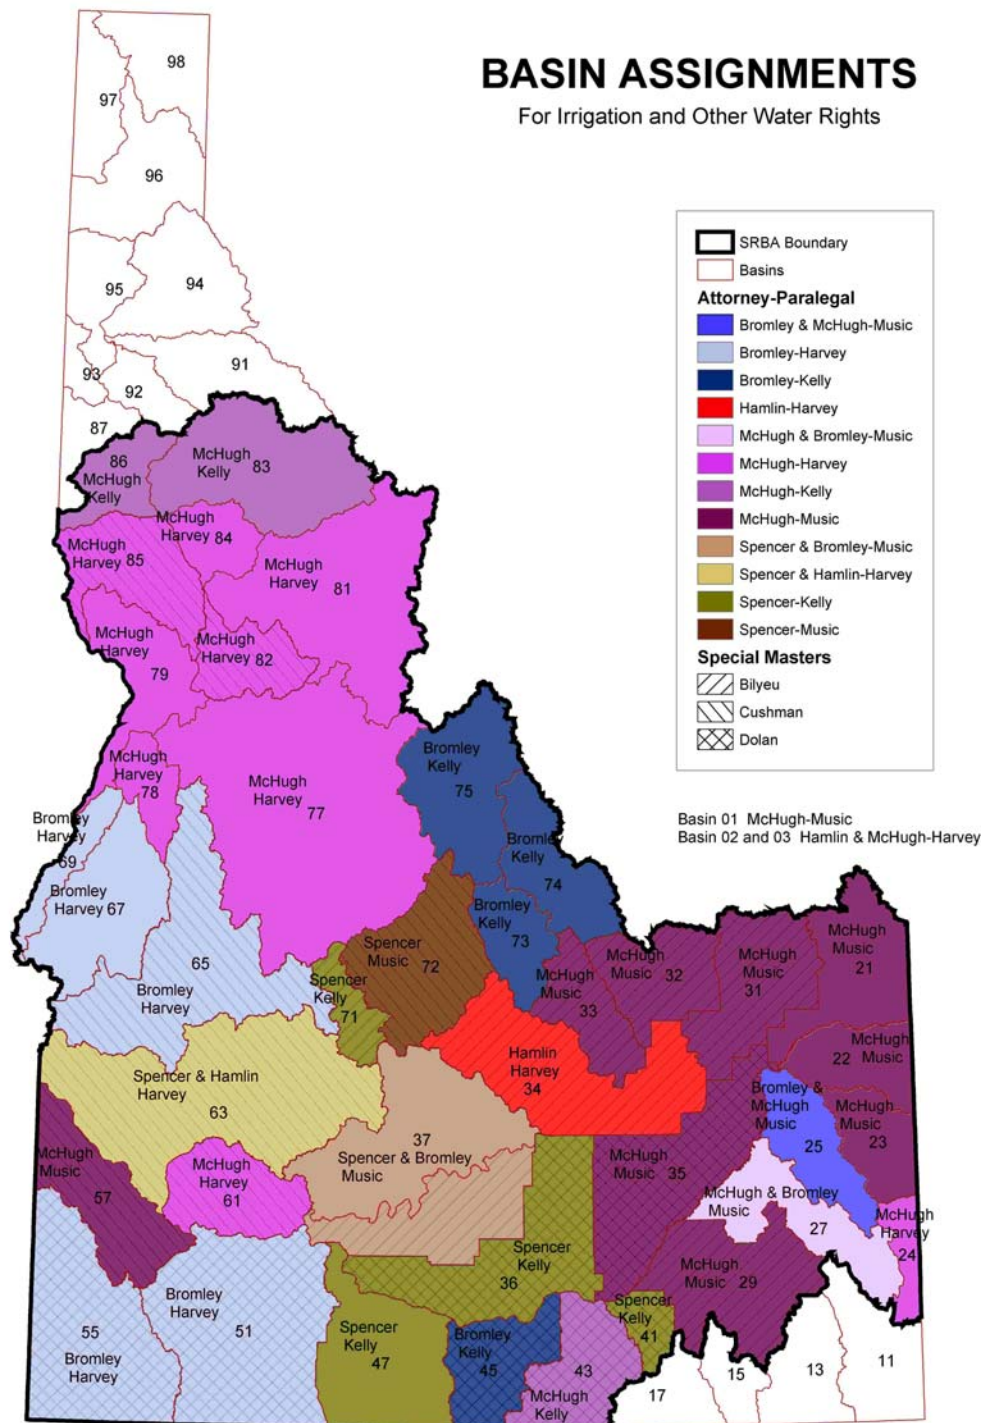 BASIN ASSIGNMENTS
For Irrigation and Other Water Rights
98
97
96
95
94
93
92
91
87
SRBA Boundary
Basins
Attorney-Paralegal
Bromley & McHugh-Music
Bromley-Harvey
Bromley-Kelly
Hamlin-Harvey
McHugh & Bromley-Music
McHugh-Harvey
McHugh-Kelly
McHugh-Music
Spencer & Bromley-Music
Spencer & Hamlin-Harvey
Spencer-Kelly
Spencer-Music
Special Masters
Bilyeu
Cushman
Dolan
Basin 01 McHugh-Music
Basin 02 and 03 Hamlin & McHugh-Harvey
86
McHugh
Kelly
McHugh
Kelly 83
McHugh
Harvey 84
McHugh
Harvey 85
McHugh
Harvey 81
McHugh
Harvey 82
McHugh
Harvey
79
McHugh
Harvey
78
McHugh
Harvey 77
Bromley
Kelly
75
Bromley
Harvey
69
Bromley
Kelly
74
Bromley
Harvey 67
Bromley
Kelly
73
Spencer
Music
72
65
Bromley
Harvey
Spencer
Kelly
71
McHugh
Music
33
McHugh
Music 32
McHugh
Music
31
McHugh
Music
21
Hamlin
Harvey
34
Spencer & Hamlin
Harvey
63
McHugh
22 Music
Bromley &
McHugh
Music
25
McHugh
Music
23
37
Spencer & Bromley
Music
McHugh
Music
57
McHugh
Harvey
61
McHugh
Music 35
McHugh & Bromley
Music
27
McHugh
Harvey
24
Spencer
Kelly
36
McHugh
Music 29
Bromley
Harvey
51
55
Bromley
Harvey
Spencer
Kelly
47
Bromley
Kelly
45
Spencer
Kelly
41
43
McHugh
Kelly
17
15
13
11